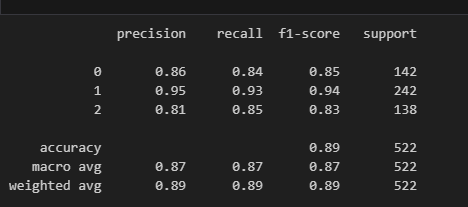 precision recall f1-score support
0 0.86 0.84 0.85 142
1 0.95 0.93 0.94 242
2 0.81 0.85 0.83 138
accuracy 0.89 522
macro avg 0.87 0.87 0.87 522
weighted avg 0.89 0.89 0.89 522